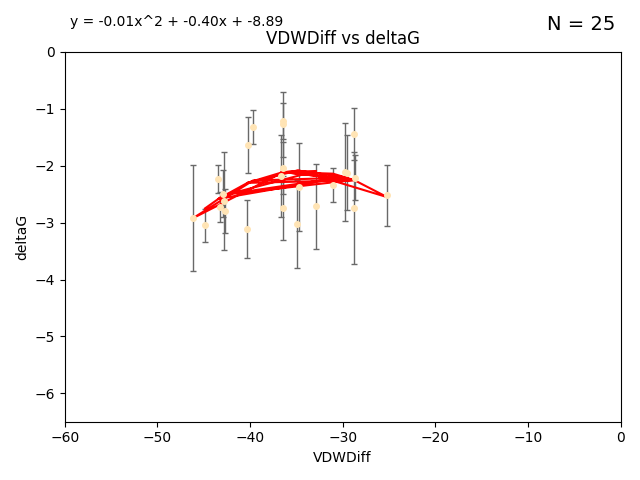 y = -0.01x^2 + -0.40x + -8.89
N = 25
VDWDiff vs deltaG
0
−1
−2
−3
−4
−5
−6
deltaG
−60 −50 −40 −30 −20 −10 0
VDWDiff